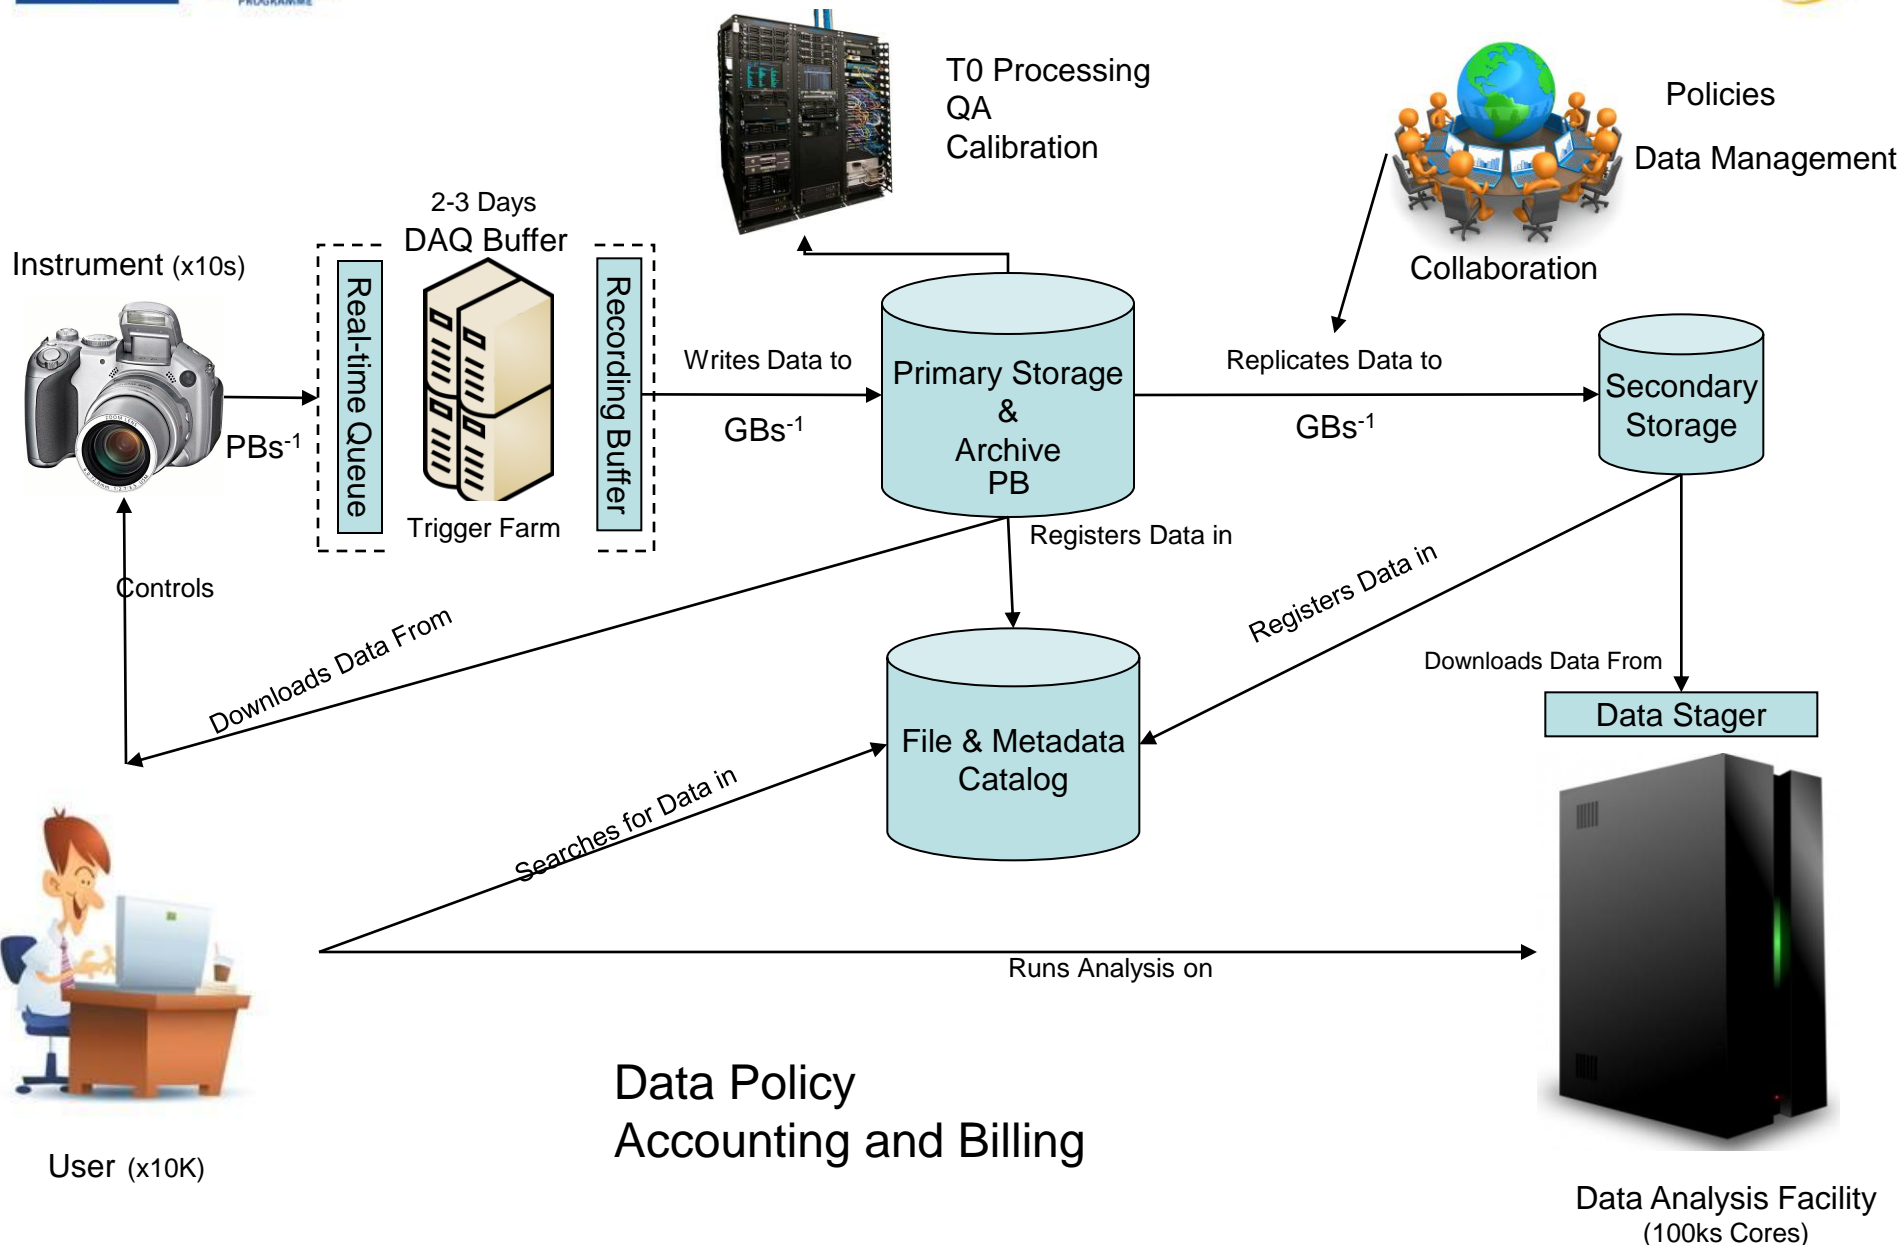 PROGRAMME
T0 Processing
QA
Calibration
Policies
Data Management
Collaboration
2-3 Days
DAQ Buffer
Instrument (x10s)
Real-time Queue
Recording Buffer
Trigger Farm
PBs-1
Writes Data to
GBs-1
Primary Storage
&
Archive
PB
Replicates Data to
GBs-1
Secondary
Storage
Registers Data in
Controls
Downloads Data From
Registers Data in
Downloads Data From
Data Stager
File & Metadata
Catalog
Searches for Data in
Runs Analysis on
Data Policy
Accounting and Billing
User (x10K)
Data Analysis Facility
(100ks Cores)